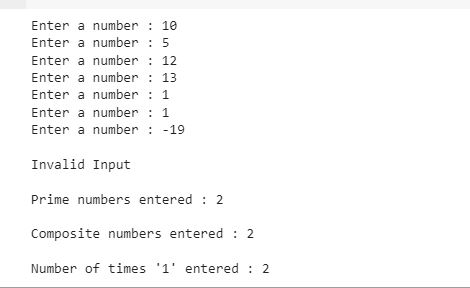 Enter a number : 10
Enter a number : 5
Enter a number : 12
Enter a number : 13
Enter a number : 1
Enter a number : 1
Enter a number : -19
Invalid Input
Prime numbers entered : 2
Composite numbers entered : 2
Number of times '1' entered : 2